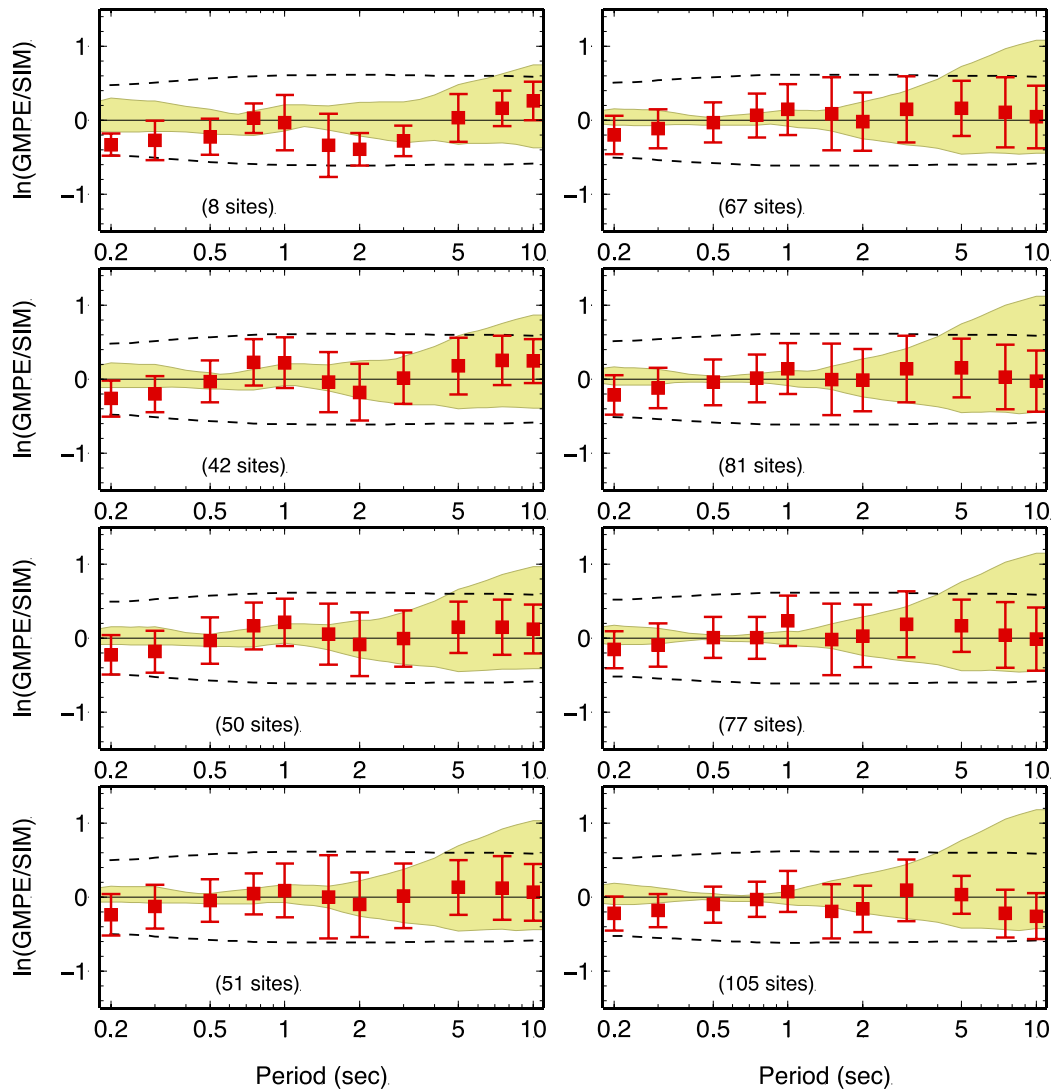 ln(GMPE/SIM)
1
0
−1
(8 sites)
0.2 0.5 1 2 5 10
1
0
−1
(67 sites)
0.2 0.5 1 2 5 10
ln(GMPE/SIM)
1
0
−1
(42 sites)
0.2 0.5 1 2 5 10
1
0
−1
(81 sites)
0.2 0.5 1 2 5 10
ln(GMPE/SIM)
1
0
−1
(50 sites)
0.2 0.5 1 2 5 10
1
0
−1
(77 sites)
0.2 0.5 1 2 5 10
ln(GMPE/SIM)
1
0
−1
(51 sites)
0.2 0.5 1 2 5 10
Period (sec)
1
0
−1
(105 sites)
0.2 0.5 1 2 5 10
Period (sec)